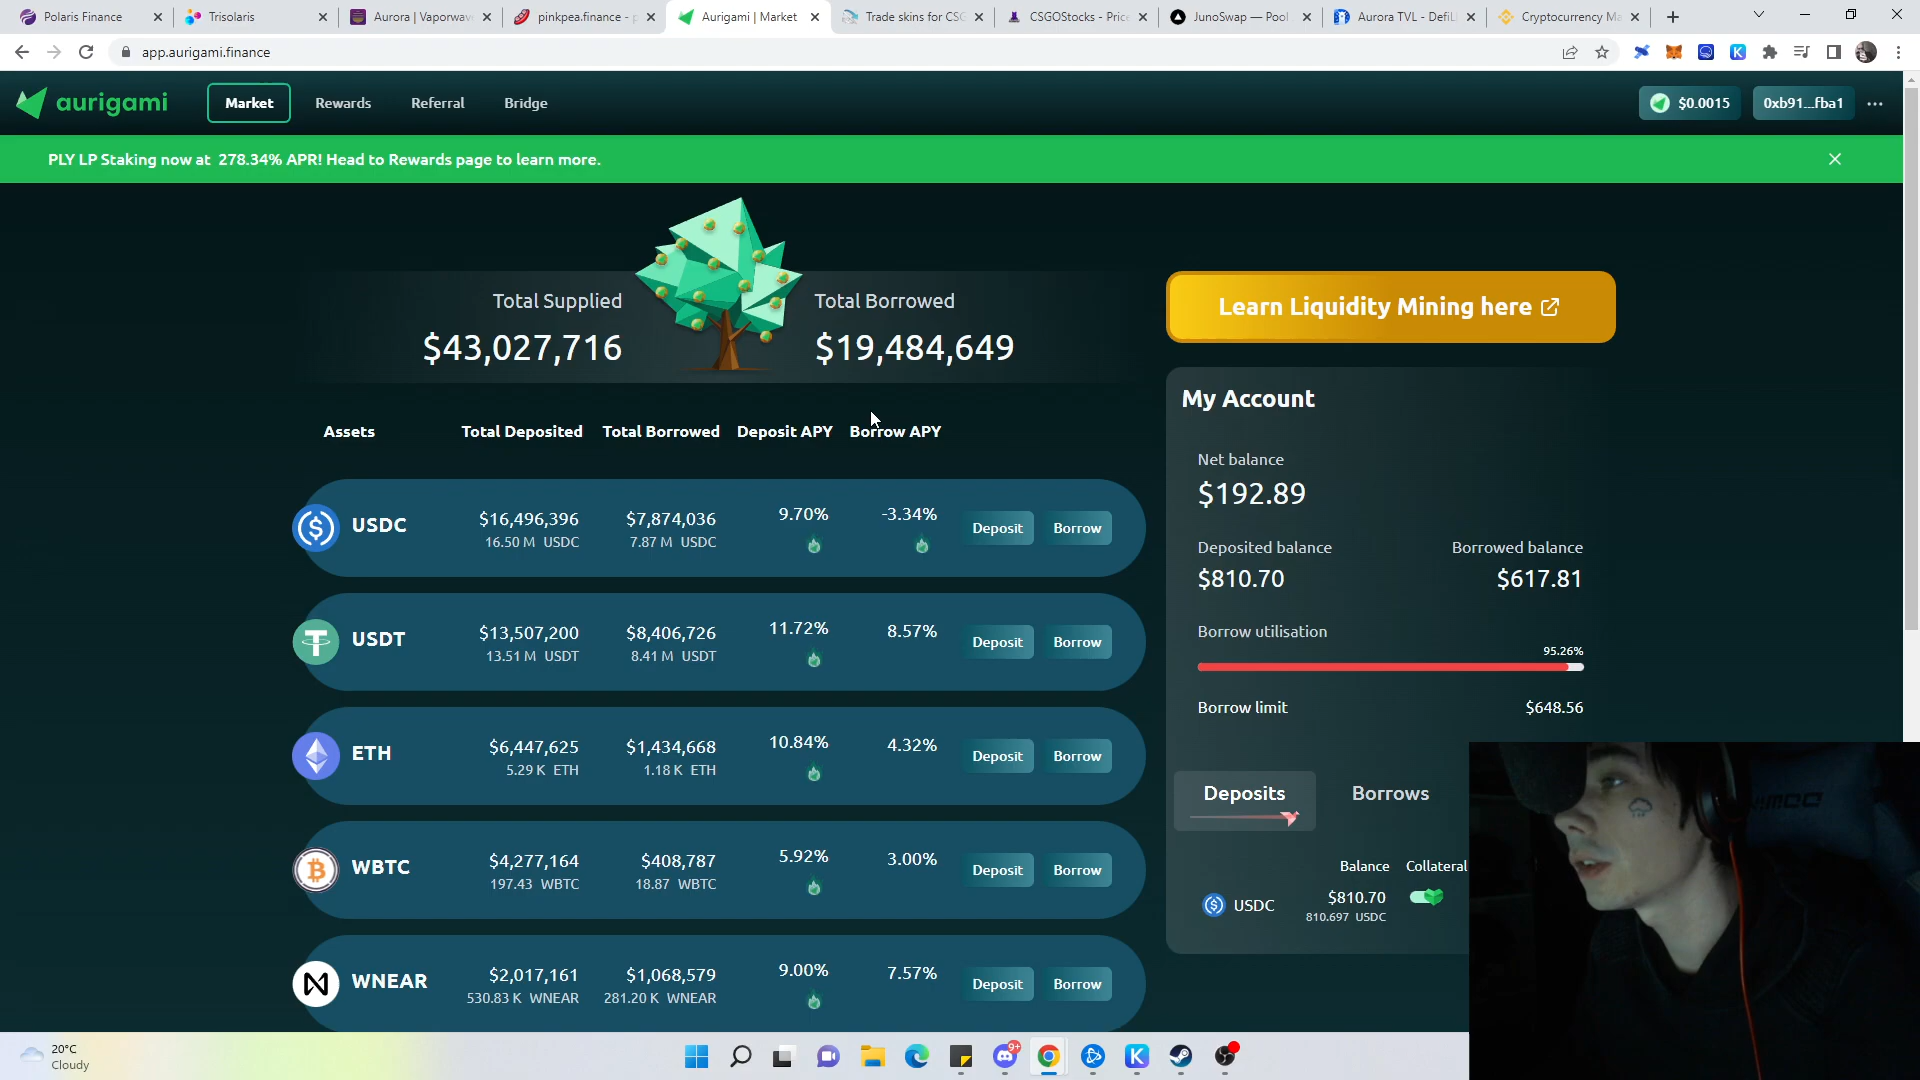 Polaris Finance
Trisolaris
Aurora | Vaporwav
pinkpea.finance - p
Aurigami | Market
Trade skins for CSG
CSGOStocks - Price
JunoSwap — Pool
Aurora TVL - DefiLl
Cryptocurrency Ma
app.aurigami.finance
aurigami
Market
Rewards
Referral
Bridge
$0.0015
0xb91...fba1
PLY LP Staking now at 278.34% APR! Head to Rewards page to learn more.
Total Supplied
$43,027,716
Total Borrowed
$19,484,649
Learn Liquidity Mining here
Assets Total Deposited Total Borrowed Deposit APY Borrow APY
USDC $16,496,396 $7,874,036 9.70% -3.34% Deposit Borrow
16.50 M USDC 7.87 M USDC
USDT $13,507,200 $8,406,726 11.72% 8.57% Deposit Borrow
13.51 M USDT 8.41 M USDT
ETH $6,447,625 $1,434,668 10.84% 4.32% Deposit Borrow
5.29 K ETH 1.18 K ETH
WBTC $4,277,164 $408,787 5.92% 3.00% Deposit Borrow
197.43 WBTC 18.87 WBTC
WNEAR $2,017,161 $1,068,579 9.00% 7.57% Deposit Borrow
530.83 K WNEAR 281.20 K WNEAR
My Account
Net balance
$192.89
Deposited balance Borrowed balance
$810.70 $617.81
Borrow utilisation
95.26%
Borrow limit $648.56
Deposits Borrows
Balance Collateral
USDC $810.70
810.697 USDC
20°C
Cloudy
9+